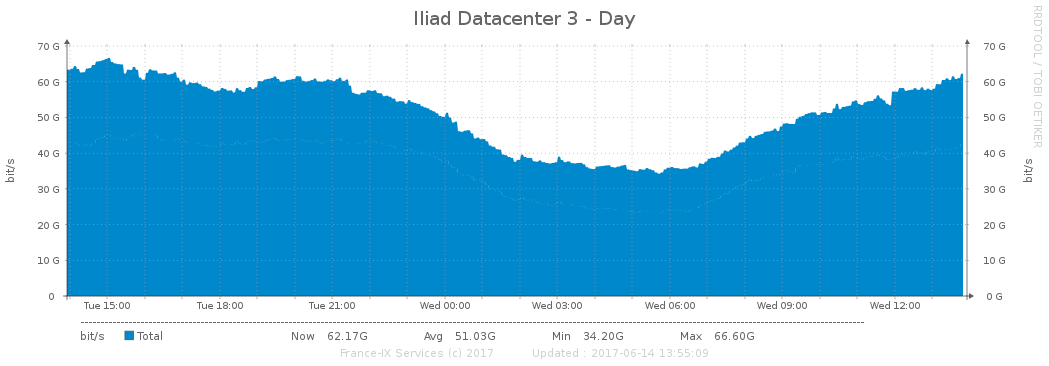 Iliad Datacenter 3 - Day
RRDTOOL / TOBI OETIKER
bit/s
70 G
60 G
50 G
40 G
30 G
20 G
10 G
0
70 G
60 G
50 G
40 G
30 G
20 G
10 G
0 G
bit/s
Tue 15:00 Tue 18:00 Tue 21:00 Wed 00:00 Wed 03:00 Wed 06:00 Wed 09:00 Wed 12:00
bit/s Total Now 62.17G Avg 51.03G Min 34.20G Max 66.60G
France-IX Services (c) 2017 Updated : 2017-06-14 13:55:09